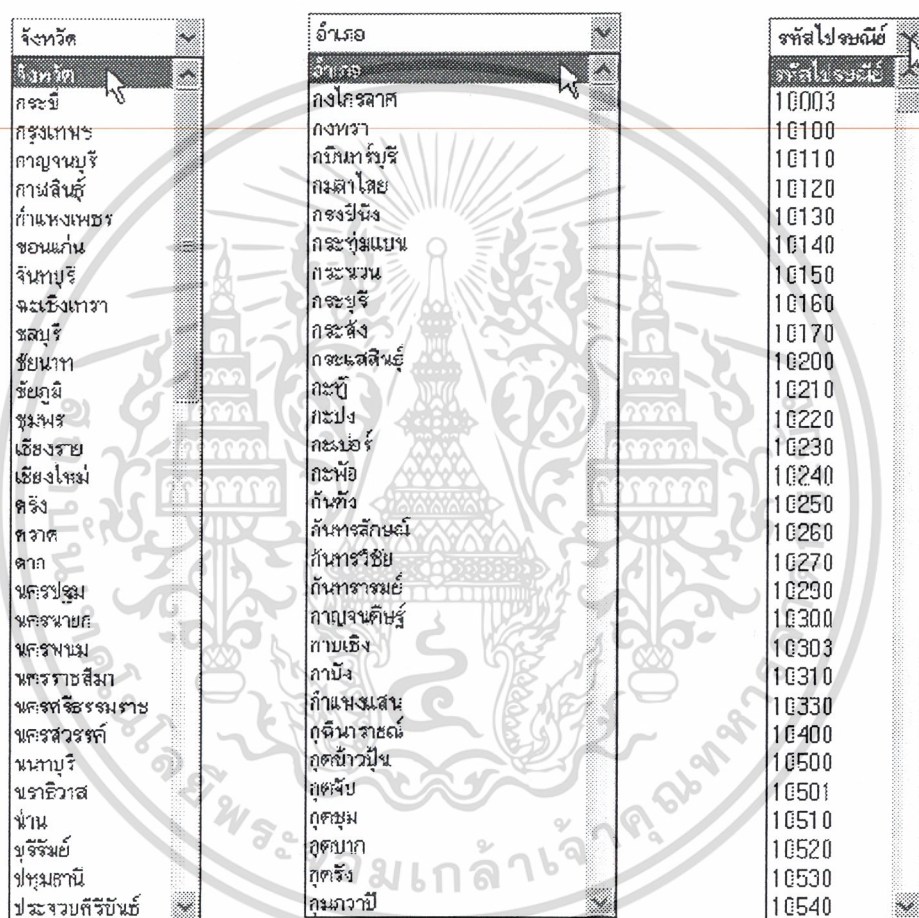 จังหวัด
จังหวัด
กระบี่
กรุงเทพฯ
กาญจนบุรี
กาฬสินธุ์
กำแพงเพชร
ขอนแก่น
จันทบุรี
ฉะเชิงเทรา
ชลบุรี
ชัยนาท
ชัยภูมิ
ชุมพร
เชียงราย
เชียงใหม่
ตรัง
ตราด
ตาก
นครปฐม
นครนายก
นครพนม
นครราชสีมา
นครศรีธรรมราช
นครสวรรค์
นนทบุรี
นราธิวาส
น่าน
บุรีรัมย์
ปทุมธานี
ประจวบคีรีขันธ์
อำเภอ
อำเภอ
กงไกรลาศ
กงหรา
กบินทร์บุรี
กมลาไสย
กรงปินัง
กระทุ่มแบน
กระนวน
กระบุรี
กระสัง
กระแสสินธุ์
กะทู้
กะปง
กะเปอร์
กะพ้อ
กันตัง
กันทรลักษณ์
กันทรวิชัย
กันทรารมย์
กาญจนดิษฐ์
กาบเชิง
กาบัง
กำแพงแสน
กุฉินารายณ์
กุดข้าวปุ้น
กุดจับ
กุดชุม
กุดบาก
กุดรัง
กุมภวาปี
รหัสไปรษณีย์
รหัสไปรษณีย์
10003
10100
10110
10120
10130
10140
10150
10160
10170
10200
10210
10220
10230
10240
10250
10260
10270
10290
10300
10303
10310
10330
10400
10500
10501
10510
10520
10530
10540